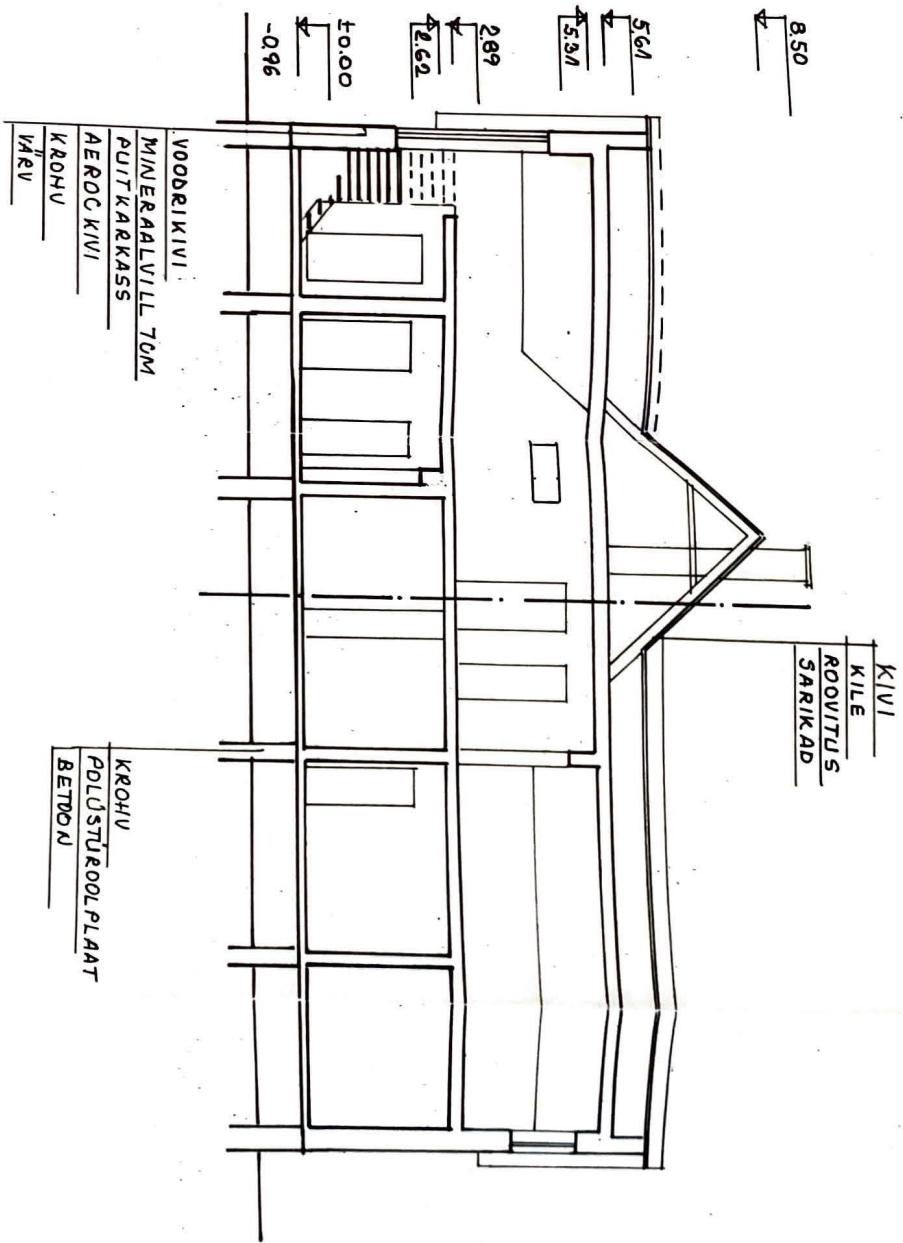 8.50
5.61
5.31
2.89
2.62
±0.00
-0.96
KIVI
KILE
ROOVITUS
SARIKAD
VOODRIKIVI
MINERAALVILL 7CM
PUITKARKASS
AEROC KIVI
KROHV
VÄRV
KROHV
POLÜSTÜROOLPLAAT
BETOON